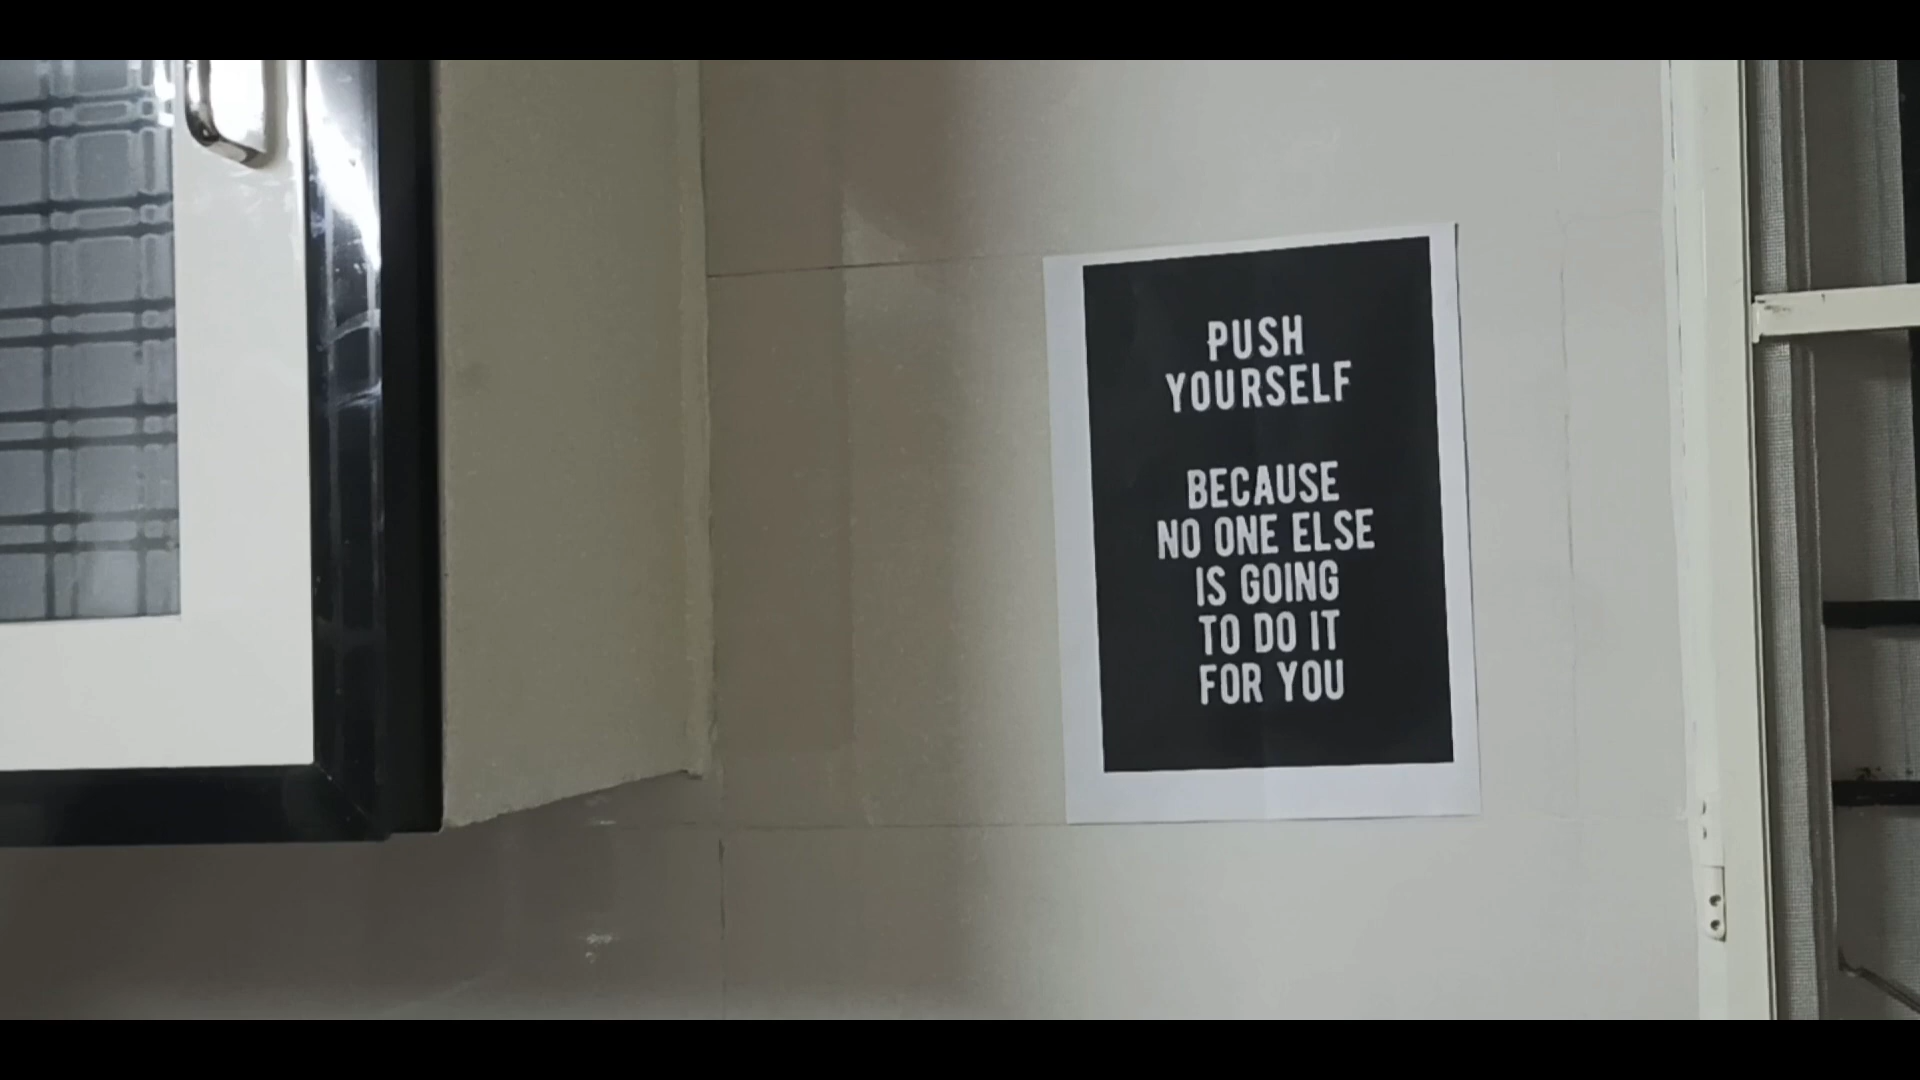 PUSH
YOURSELF
BECAUSE
NO ONE ELSE
IS GOING
TO DO IT
FOR YOU